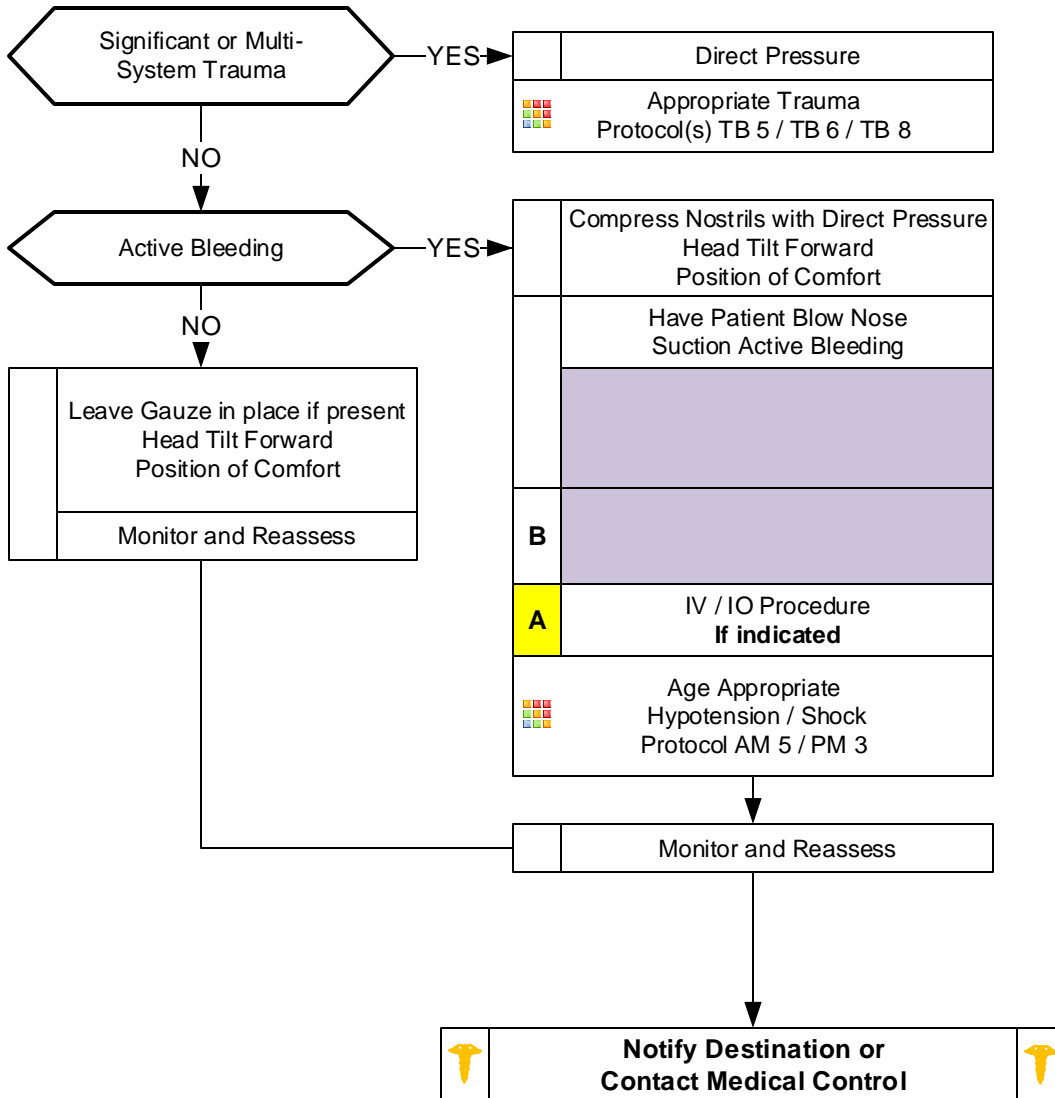 Significant or Multi-
System Trauma
YES
Direct Pressure
Appropriate Trauma
Protocol(s) TB 5 / TB 6 / TB 8
NO
Active Bleeding
YES
Compress Nostrils with Direct Pressure
Head Tilt Forward
Position of Comfort
Have Patient Blow Nose
Suction Active Bleeding
NO
Leave Gauze in place if present
Head Tilt Forward
Position of Comfort
Monitor and Reassess
B
A
IV / IO Procedure
If indicated
Age Appropriate
Hypotension / Shock
Protocol AM 5 / PM 3
Monitor and Reassess
Notify Destination or
Contact Medical Control